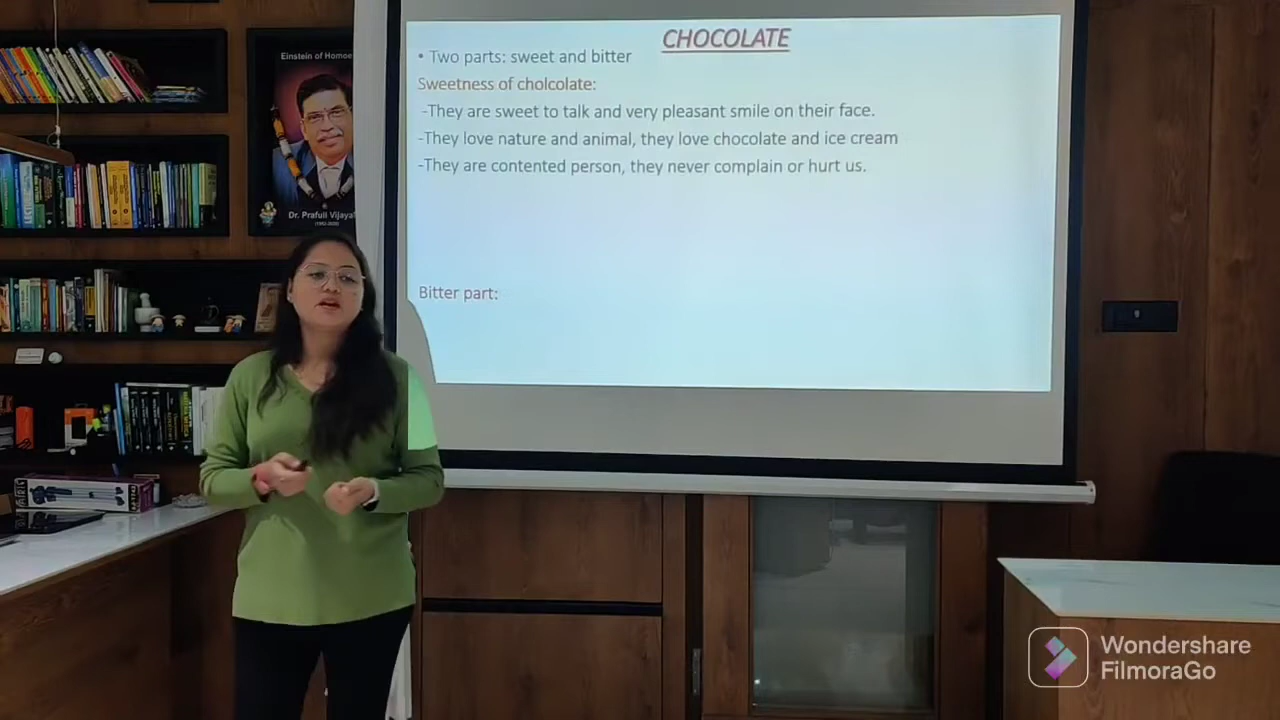 CHOCOLATE
• Two parts: sweet and bitter
Sweetness of cholcolate:
-They are sweet to talk and very pleasant smile on their face.
-They love nature and animal, they love chocolate and ice cream
-They are contented person, they never complain or hurt us.
Bitter part:
Einstein of Homoe
Dr. Prafull Vijaya
Wondershare
FilmoraGo